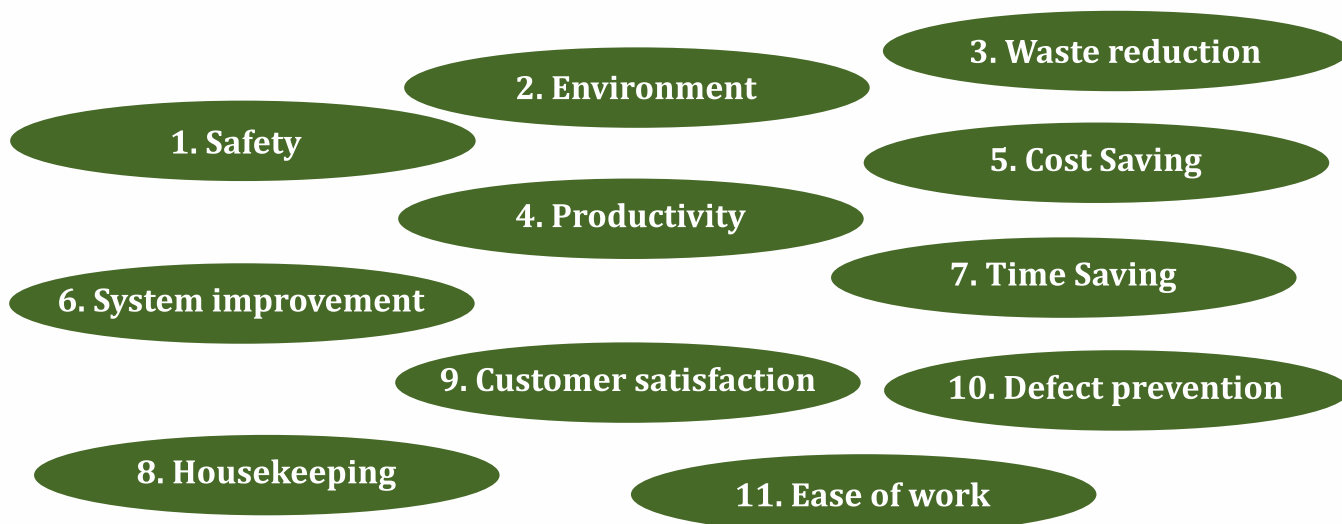 1. Safety
2. Environment
3. Waste reduction
4. Productivity
5. Cost Saving
6. System improvement
7. Time Saving
8. Housekeeping
9. Customer satisfaction
10. Defect prevention
11. Ease of work